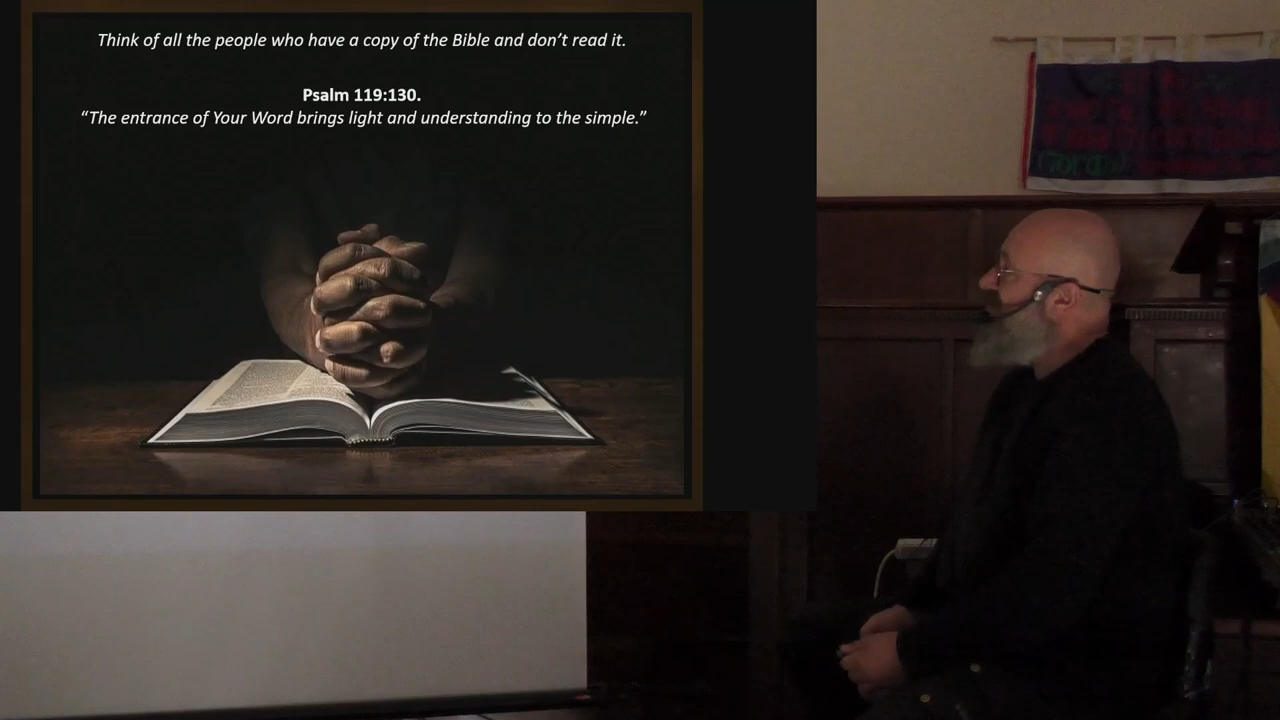 Think of all the people who have a copy of the Bible and don’t read it.
Psalm 119:130.
“The entrance of Your Word brings light and understanding to the simple.”